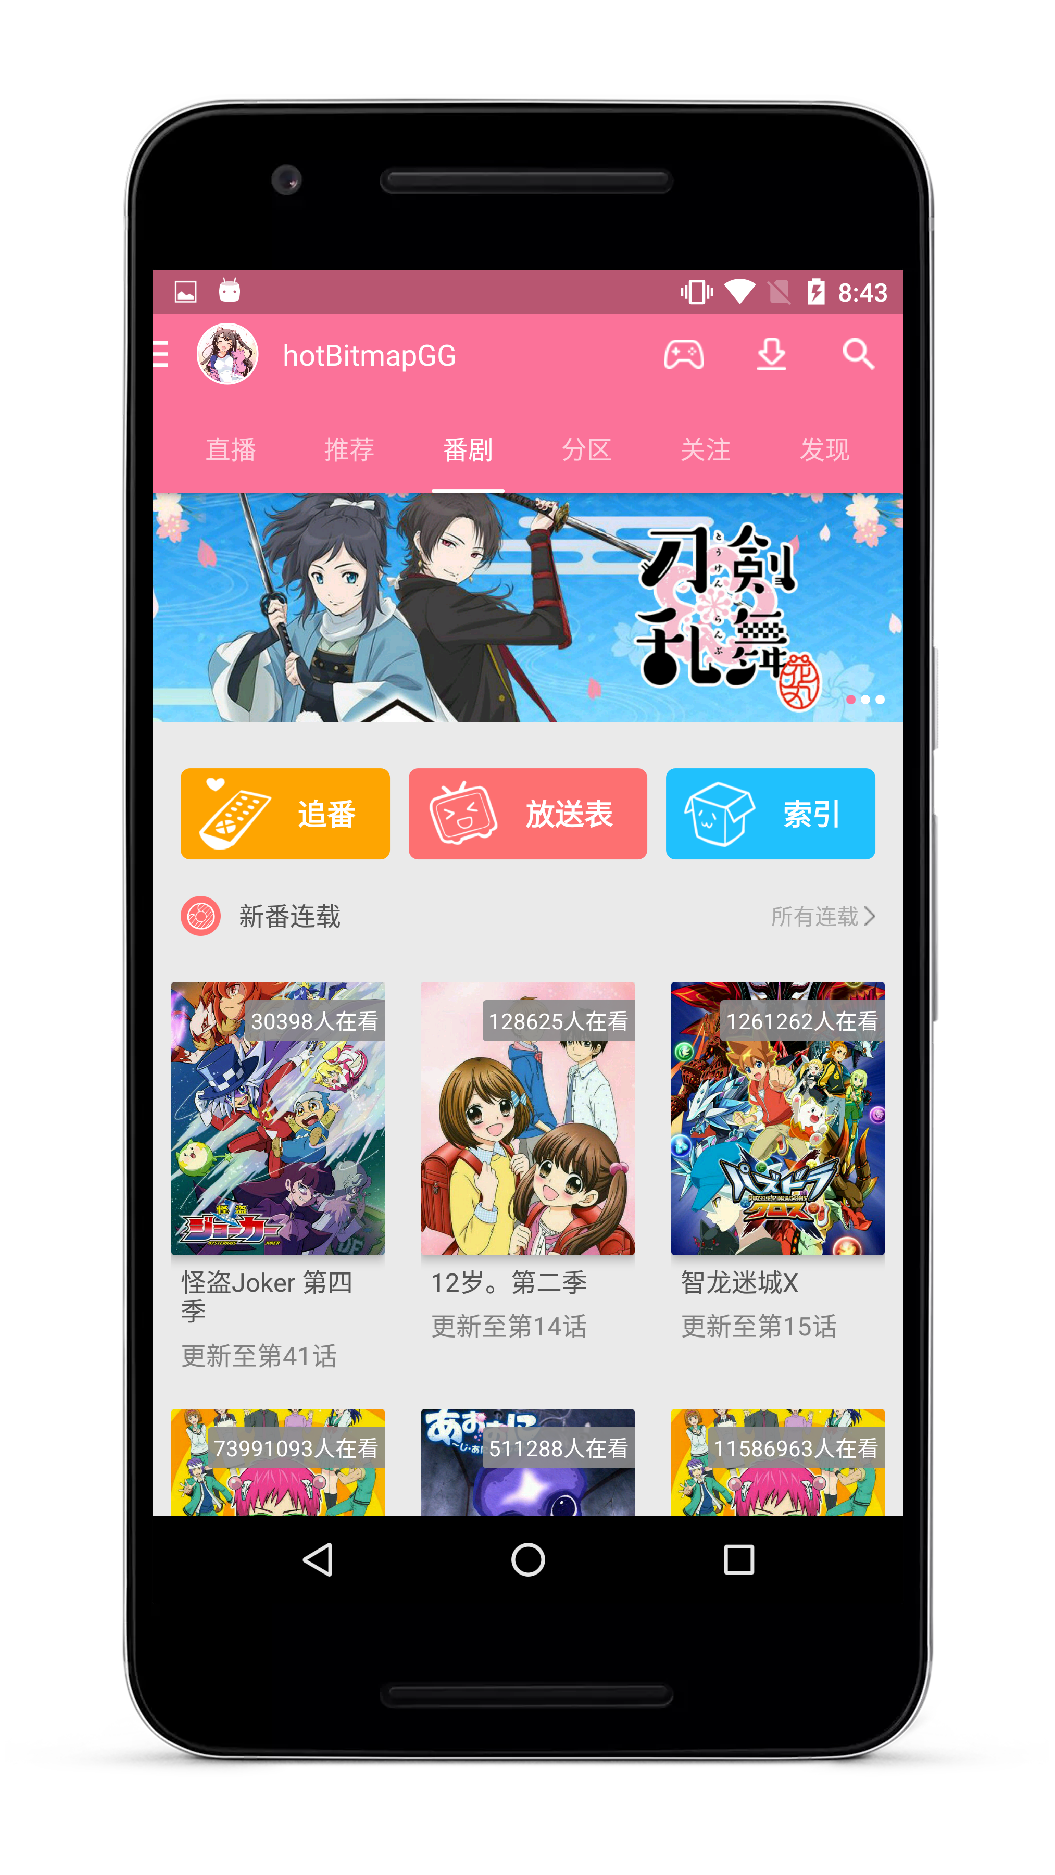 8:43
hotBitmapGG
直播 推荐 番剧 分区 关注 发现
刀剣
とうけん
乱舞
らんぶ
花丸
追番 放送表 索引
新番连载 所有连载
30398人在看 128625人在看 1261262人在看
怪盗
ジョーカー
パズドラ
クロス
怪盗Joker 第四
季
更新至第41话
12岁。第二季
更新至第14话
智龙迷城X
更新至第15话
73991093人在看 511288人在看 11586963人在看
あおおに